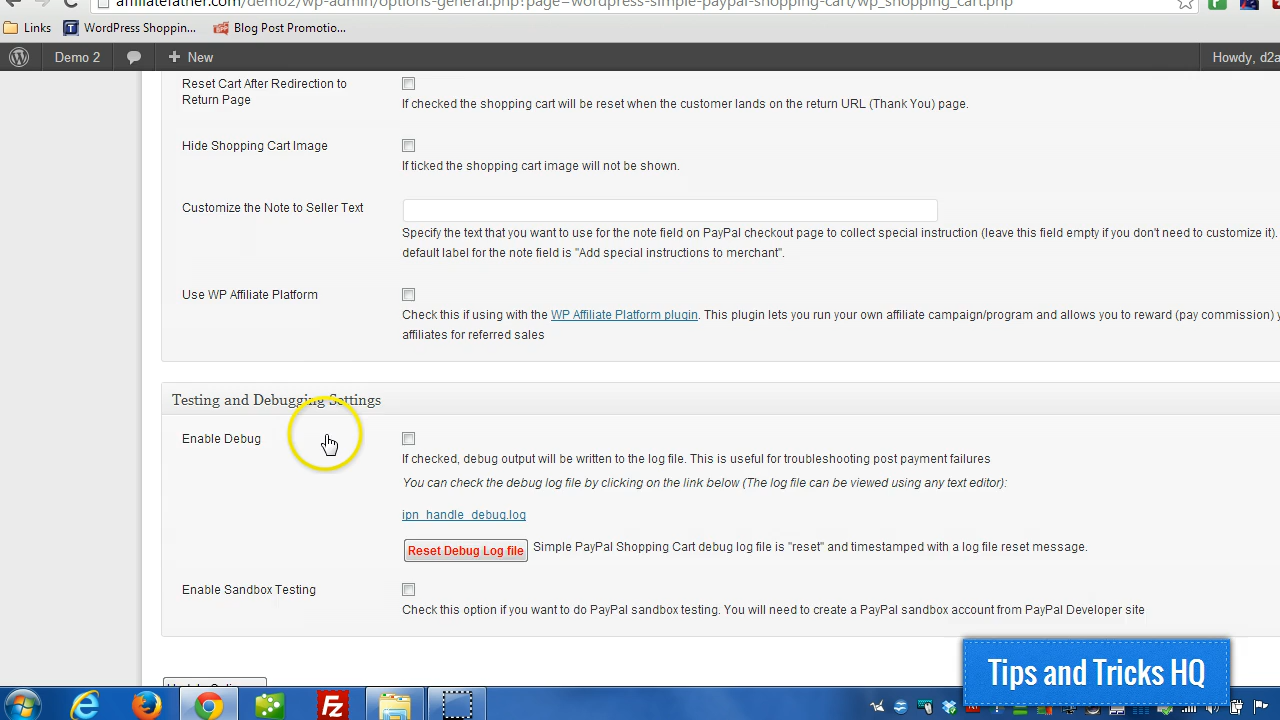 affiliatefather.com/demo2/wp-admin/options-general.php?page=wordpress-simple-paypal-shopping-cart/wp_shopping_cart.php
Links WordPress Shoppin... Blog Post Promotio...
Demo 2 New Howdy, d2a
Reset Cart After Redirection to
Return Page
If checked the shopping cart will be reset when the customer lands on the return URL (Thank You) page.
Hide Shopping Cart Image
If ticked the shopping cart image will not be shown.
Customize the Note to Seller Text
Specify the text that you want to use for the note field on PayPal checkout page to collect special instruction (leave this field empty if you don't need to customize it).
default label for the note field is "Add special instructions to merchant".
Use WP Affiliate Platform
Check this if using with the WP Affiliate Platform plugin. This plugin lets you run your own affiliate campaign/program and allows you to reward (pay commission) y
affiliates for referred sales
Testing and Debugging Settings
Enable Debug
If checked, debug output will be written to the log file. This is useful for troubleshooting post payment failures
You can check the debug log file by clicking on the link below (The log file can be viewed using any text editor):
ipn_handle_debug.log
Reset Debug Log file Simple PayPal Shopping Cart debug log file is "reset" and timestamped with a log file reset message.
Enable Sandbox Testing
Check this option if you want to do PayPal sandbox testing. You will need to create a PayPal sandbox account from PayPal Developer site
Tips and Tricks HQ